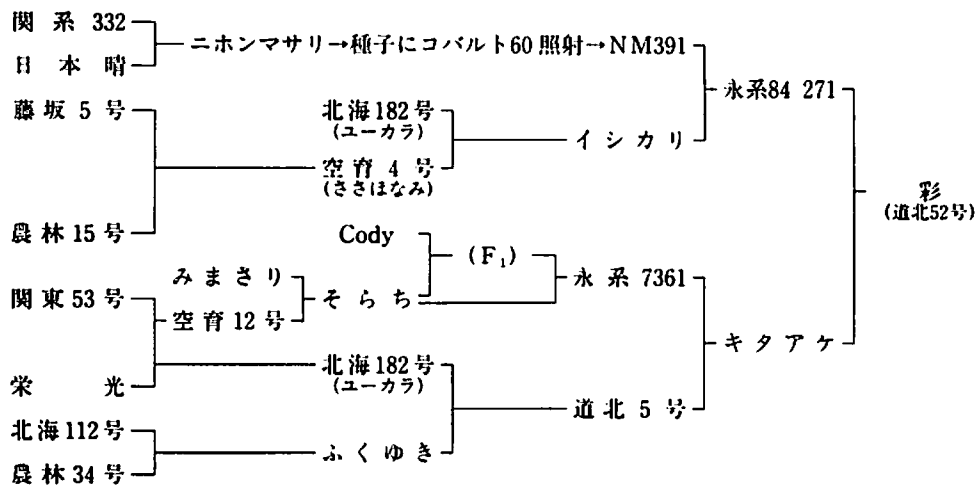 関系 332
日本晴
ニホンマサリ→種子にコバルト60照射→NM391
永系84 271
藤坂 5号
北海182号
(ユーカラ)
イシカリ
空育 4号
(ささほなみ)
彩
(道北52号)
農林15号
Cody
(F₁)
みまさり
そらち
永系 7361
関東53号
空育12号
キタアケ
北海182号
(ユーカラ)
栄光
道北 5号
北海112号
ふくゆき
農林34号